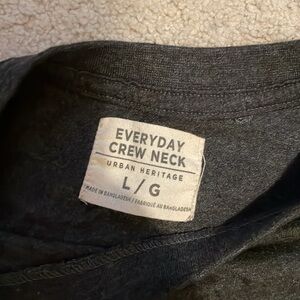 EVERYDAY
CREW NECK
URBAN HERITAGE
L / G
MADE IN BANGLADESH / FABRIQUÉ AU BANGLADESH